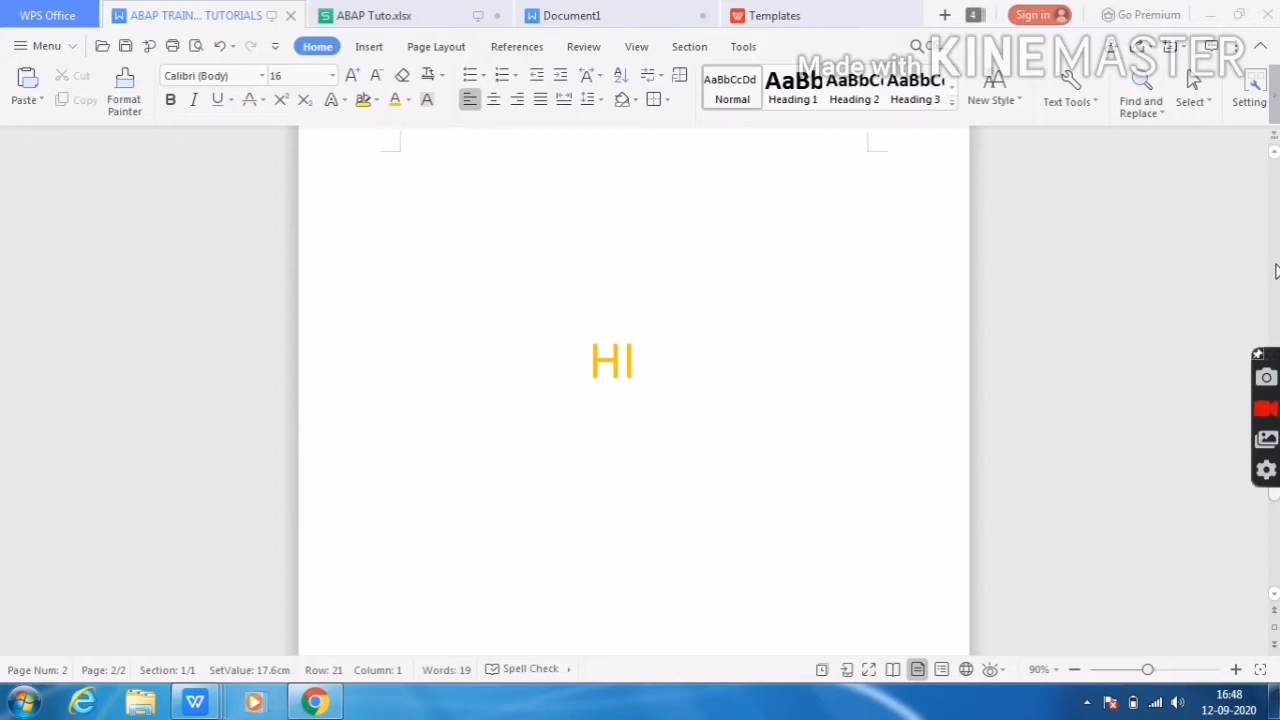 WPS Office
ABAP TRAIN... TUTORIALS
ABAP Tuto.xlsx
Document1
Templates
4
Sign in
Go Premium
Menu
Home
Insert
Page Layout
References
Review
View
Section
Tools
Made with KINEMASTER
Paste
Cut
Copy
Format
Painter
Calibri (Body)
16
AaBbCcDd
Normal
AaBb
Heading 1
AaBbC
Heading 2
AaBbC
Heading 3
New Style
Text Tools
Find and
Replace
Select
Setting
HI
Page Num: 2
Page: 2/2
Section: 1/1
SetValue: 17.6cm
Row: 21
Column: 1
Words: 19
Spell Check
90%
16:48
12-09-2020